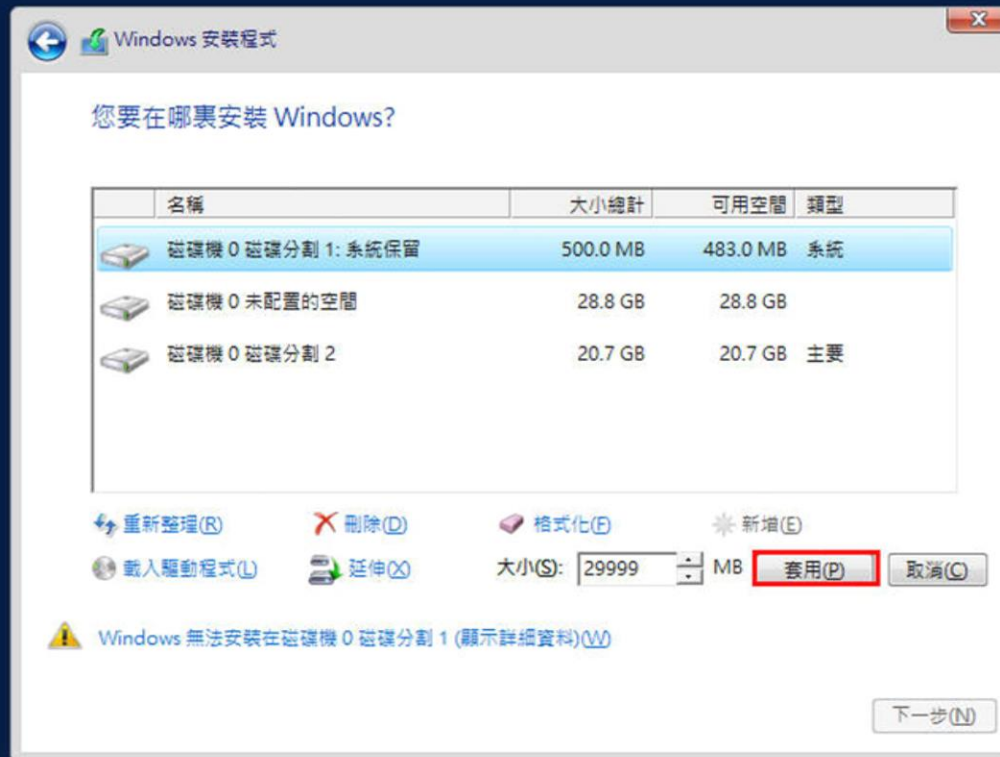 Windows 安裝程式
您要在哪裏安裝 Windows?
名稱 大小總計 可用空間 類型
磁碟機 0 磁碟分割 1: 系統保留 500.0 MB 483.0 MB 系統
磁碟機 0 未配置的空間 28.8 GB 28.8 GB
磁碟機 0 磁碟分割 2 20.7 GB 20.7 GB 主要
重新整理(R) 刪除(D) 格式化(F) 新增(E)
載入驅動程式(L) 延伸(X) 大小(S): 29999 MB 套用(P) 取消(C)
Windows 無法安裝在磁碟機 0 磁碟分割 1 (顯示詳細資料)(W)
下一步(N)